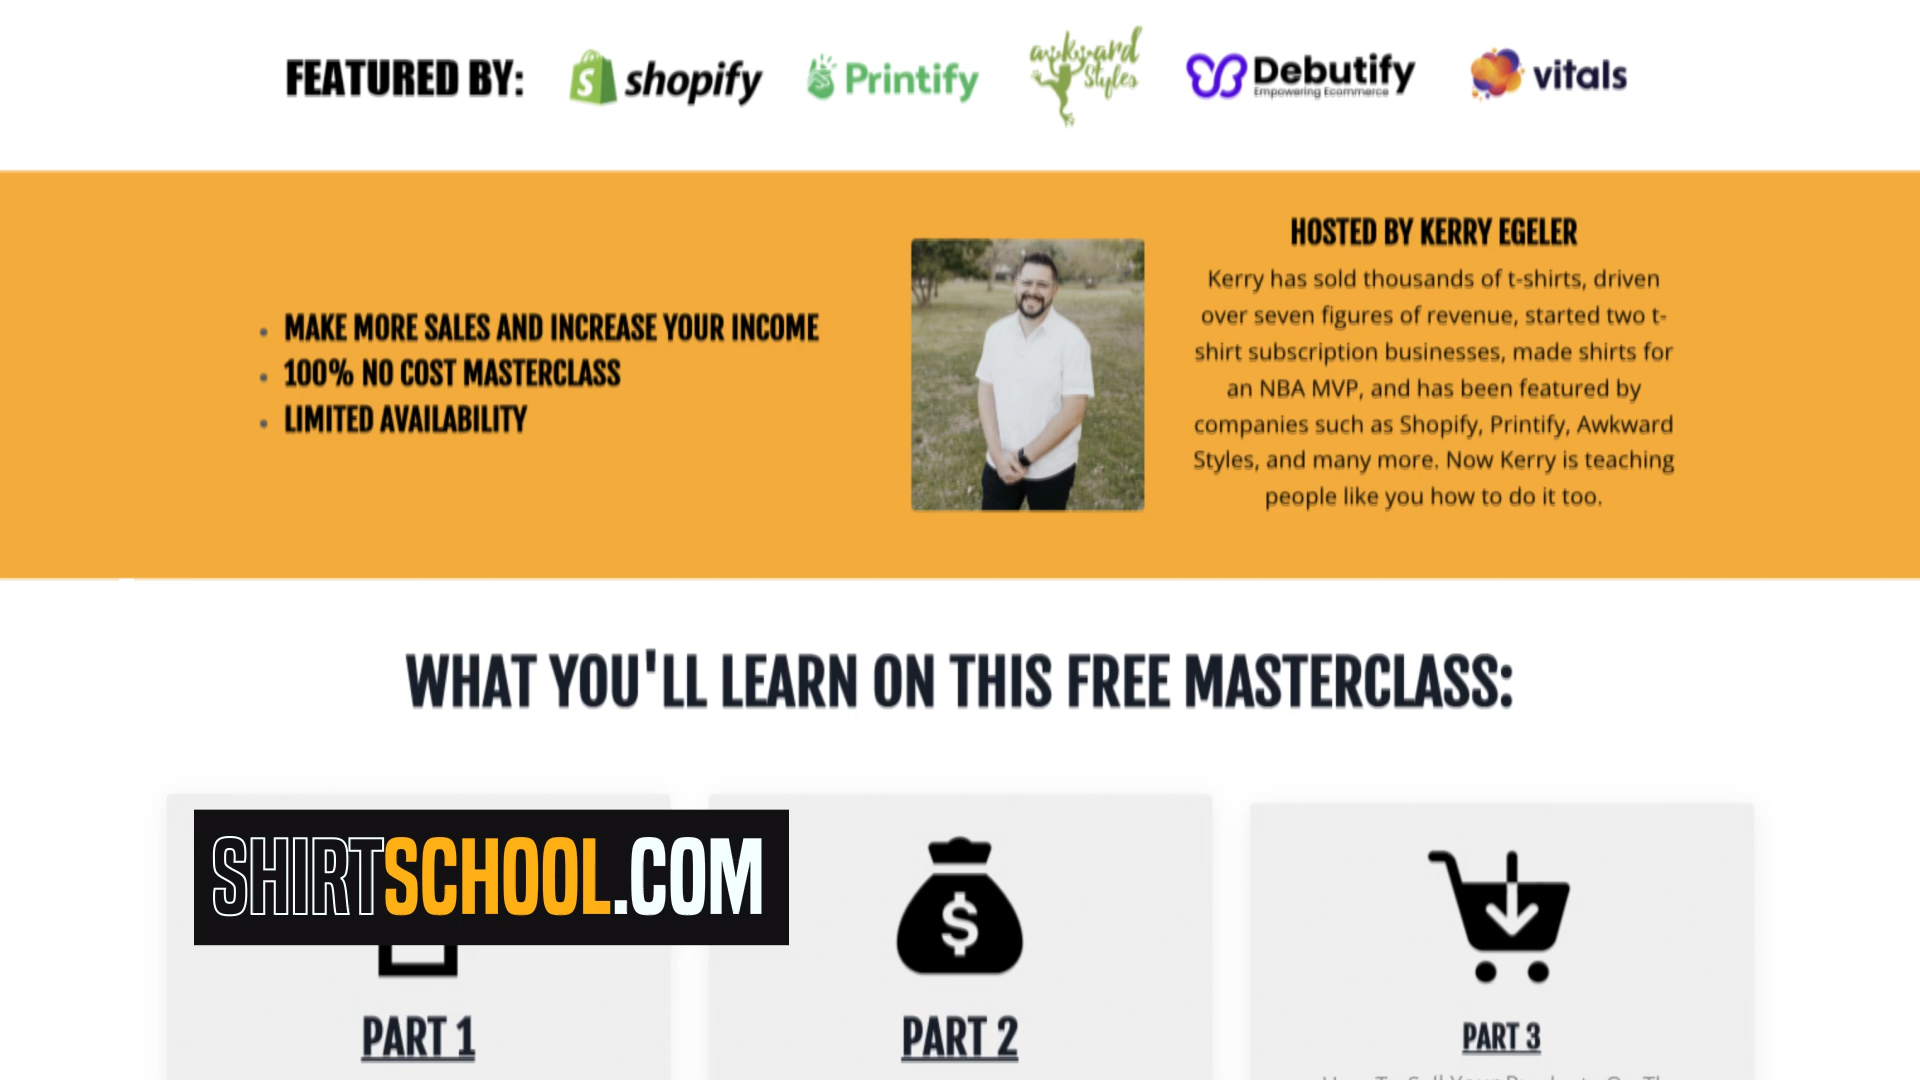 FEATURED BY:
shopify
Printify
awkward
Styles
Debutify
Empowering Ecommerce
vitals
MAKE MORE SALES AND INCREASE YOUR INCOME
100% NO COST MASTERCLASS
LIMITED AVAILABILITY
HOSTED BY KERRY EGELER
Kerry has sold thousands of t-shirts, driven
over seven figures of revenue, started two t-
shirt subscription businesses, made shirts for
an NBA MVP, and has been featured by
companies such as Shopify, Printify, Awkward
Styles, and many more. Now Kerry is teaching
people like you how to do it too.
WHAT YOU'LL LEARN ON THIS FREE MASTERCLASS:
SHIRTSCHOOL.COM
PART 1
PART 2
PART 3